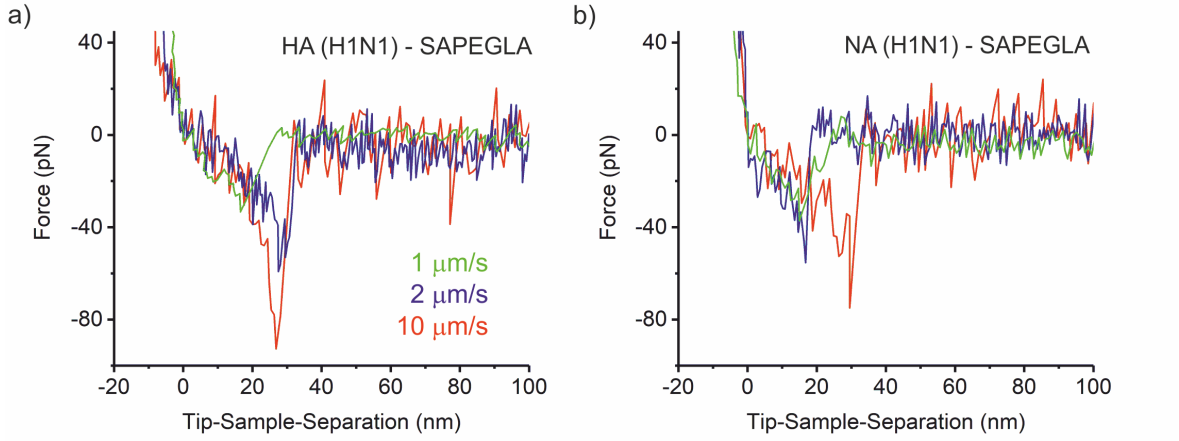 a)
HA (H1N1) - SAPEGLA
40
0
-40
-80
Force (pN)
1 μm/s
2 μm/s
10 μm/s
-20 0 20 40 60 80 100
Tip-Sample-Separation (nm)
b)
NA (H1N1) - SAPEGLA
40
0
-40
-80
Force (pN)
-20 0 20 40 60 80 100
Tip-Sample-Separation (nm)